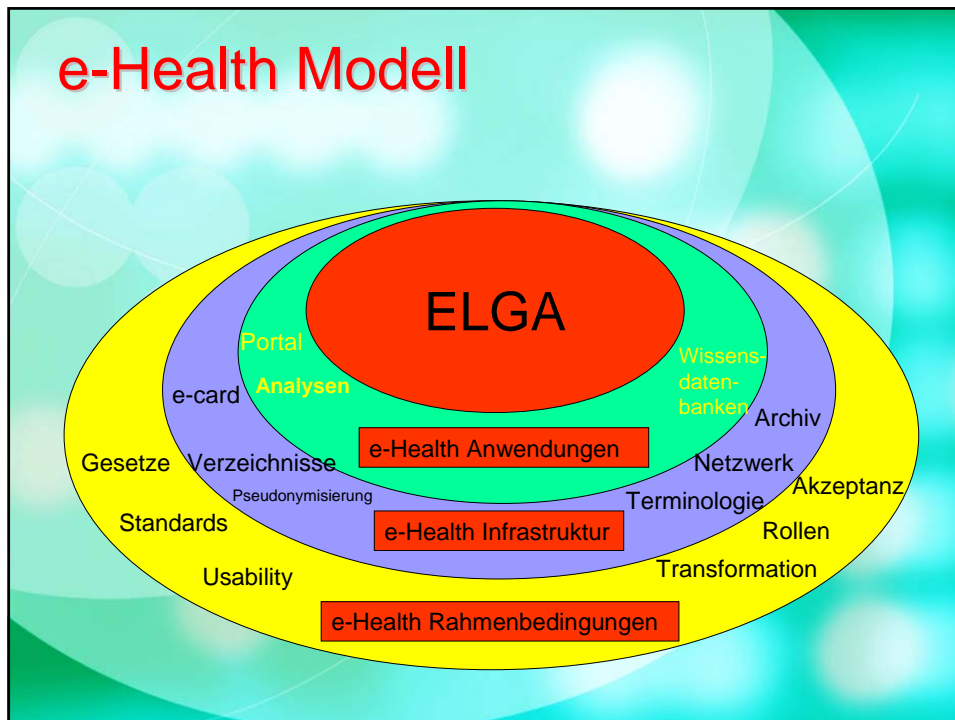 e-Health Modell
ELGA
Portal
Analysen
Wissens-
daten-
banken
e-card
Archiv
e-Health Anwendungen
Gesetze
Verzeichnisse
Netzwerk
Pseudonymisierung
Terminologie
Akzeptanz
Standards
e-Health Infrastruktur
Rollen
Usability
Transformation
e-Health Rahmenbedingungen